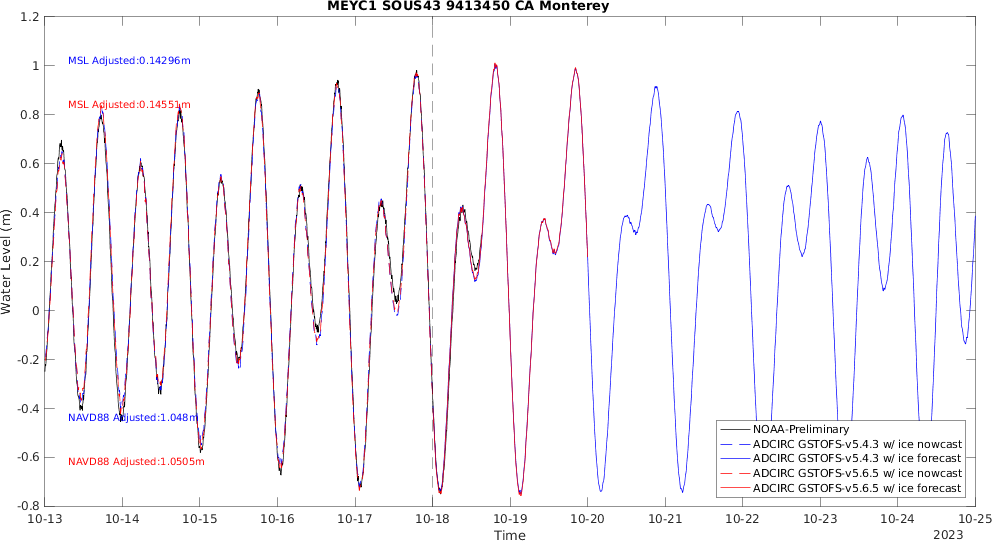 MEYC1 SOUS43 9413450 CA Monterey
1.2
1
0.8
0.6
0.4
0.2
0
-0.2
-0.4
-0.6
-0.8
Water Level (m)
MSL Adjusted:0.14296m
MSL Adjusted:0.14551m
NAVD88 Adjusted:1.048m
NAVD88 Adjusted:1.0505m
NOAA-Preliminary
ADCIRC GSTOFS-v5.4.3 w/ ice nowcast
ADCIRC GSTOFS-v5.4.3 w/ ice forecast
ADCIRC GSTOFS-v5.6.5 w/ ice nowcast
ADCIRC GSTOFS-v5.6.5 w/ ice forecast
10-13 10-14 10-15 10-16 10-17 10-18 10-19 10-20 10-21 10-22 10-23 10-24 10-25
Time
2023